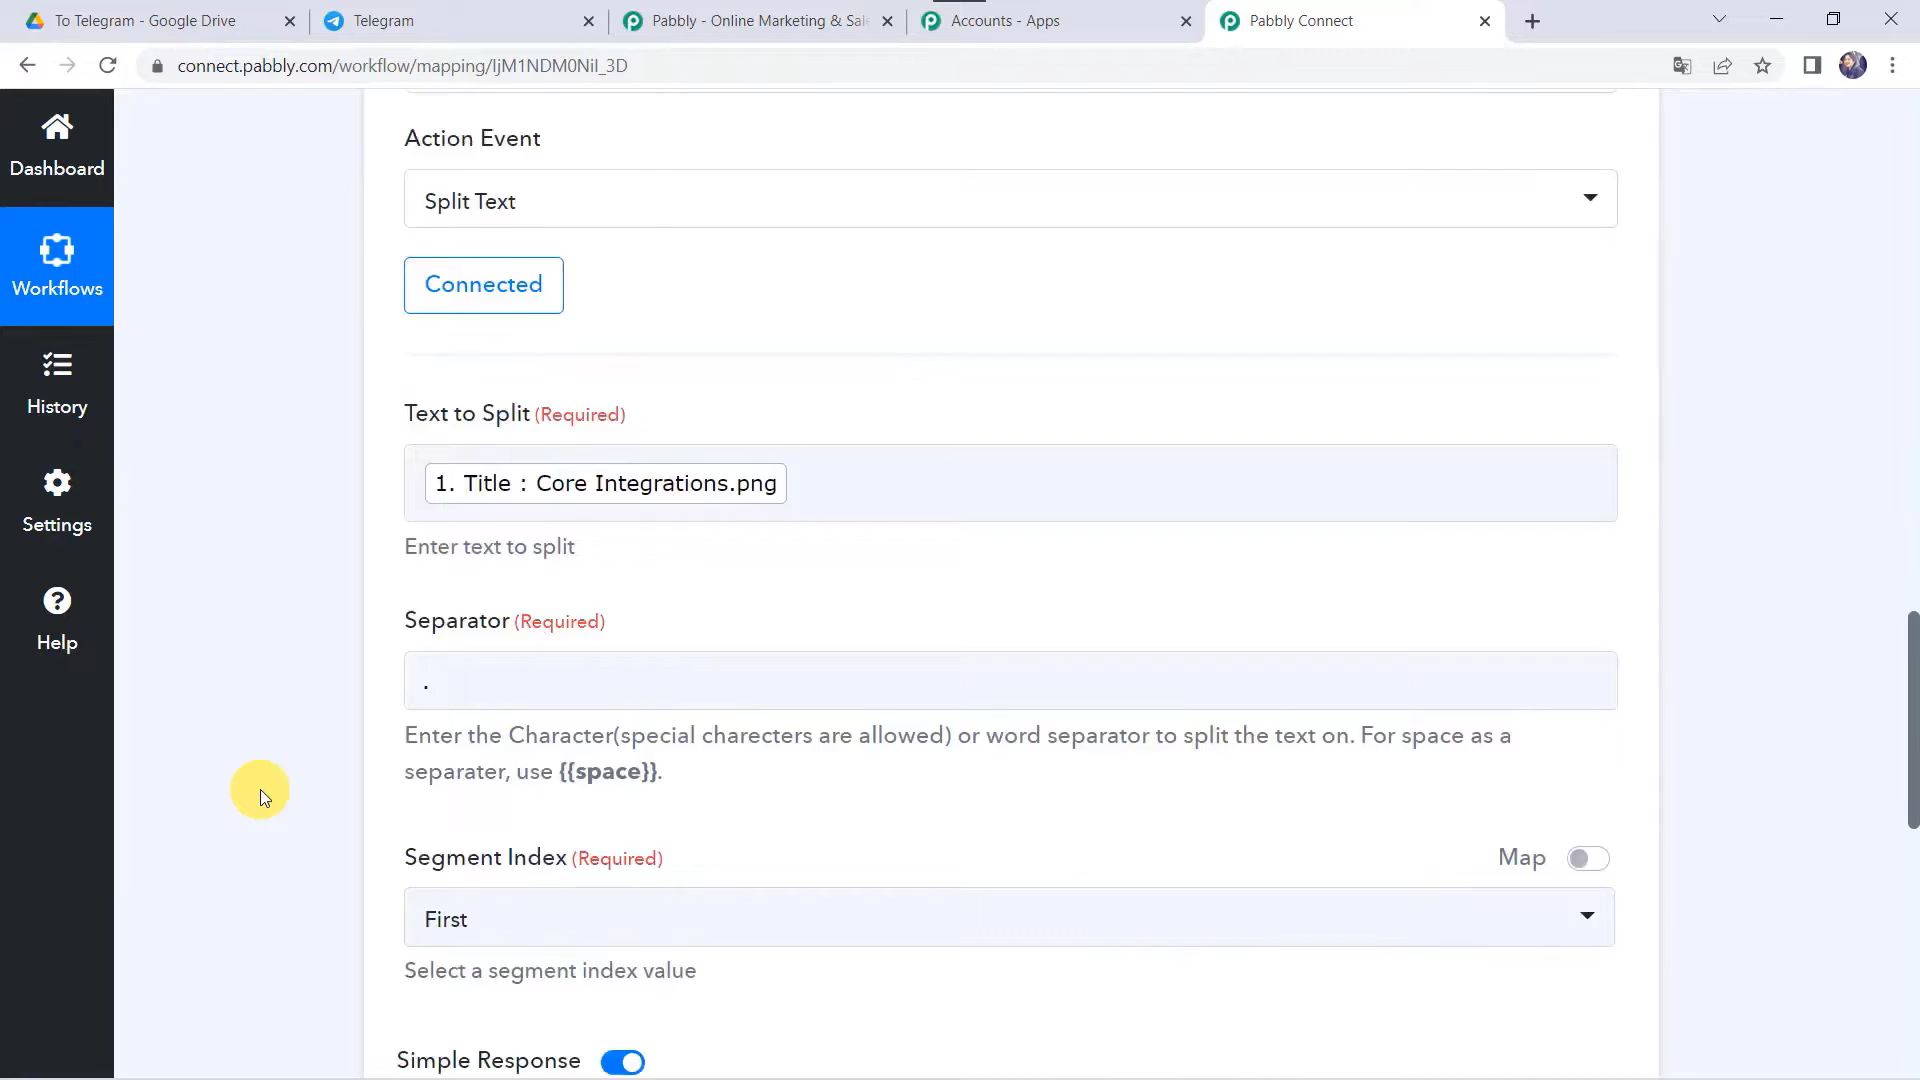 To Telegram - Google Drive
Telegram
Pabbly - Online Marketing & Sal
Accounts - Apps
Pabbly Connect
connect.pabbly.com/workflow/mapping/IjM1NDM0NiI_3D
Dashboard
Workflows
History
Settings
Help
Action Event
Split Text
Connected
Text to Split (Required)
1. Title : Core Integrations.png
Enter text to split
Separator (Required)
.
Enter the Character(special charecters are allowed) or word separator to split the text on. For space as a
separater, use {{space}}.
Segment Index (Required)
Map
First
Select a segment index value
Simple Response